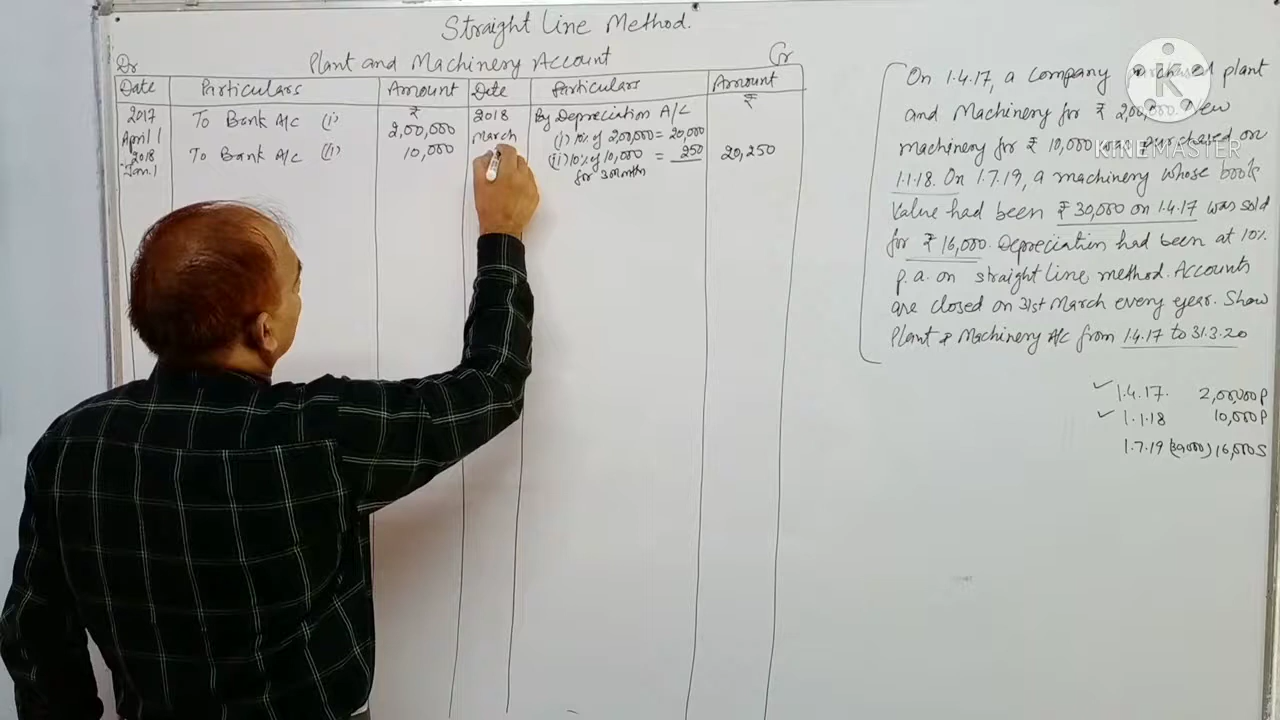 Straight Line Method.
Dr Plant and Machinery Account Cr
Date Particulars Amount Date Particulars Amount
2017 To Bank A/c (i) ₹ 2,00,000 2018 By Depreciation A/c ₹
April 1 March (i) 10% of 2,00,000 = 20,000
2018 To Bank A/c (ii) 10,000 (ii) 10% of 10,000 = 250 20,250
Jan. 1 for 3 months
On 1.4.17, a company purchased plant
and Machinery for ₹ 2,00,000. New
machinery for ₹ 10,000 was purchased on
1.1.18. On 1.7.19, a machinery whose book
value had been ₹ 30,000 on 1.4.17 was sold
for ₹ 16,000. Depreciation had been at 10%
p.a. on straight line method. Accounts
are closed on 31st March every year. Show
Plant & Machinery A/c from 1.4.17 to 31.3.20
1.4.17. 2,00,000 P
1.1.18 10,000 P
1.7.19 (30,000) 16,000 S
K
KINEMASTER